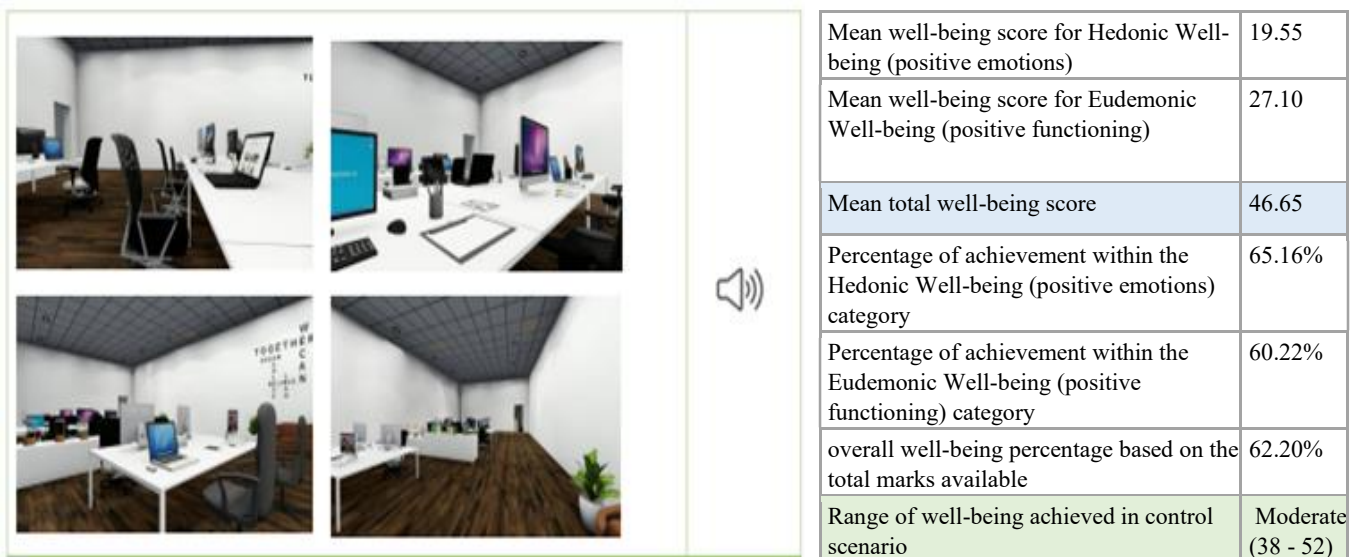 TOGETHER
WE
CAN
Mean well-being score for Hedonic Well-
being (positive emotions)
19.55
Mean well-being score for Eudemonic
Well-being (positive functioning)
27.10
Mean total well-being score
46.65
Percentage of achievement within the
Hedonic Well-being (positive emotions)
category
65.16%
Percentage of achievement within the
Eudemonic Well-being (positive
functioning) category
60.22%
overall well-being percentage based on the
total marks available
62.20%
Range of well-being achieved in control
scenario
Moderate
(38 - 52)